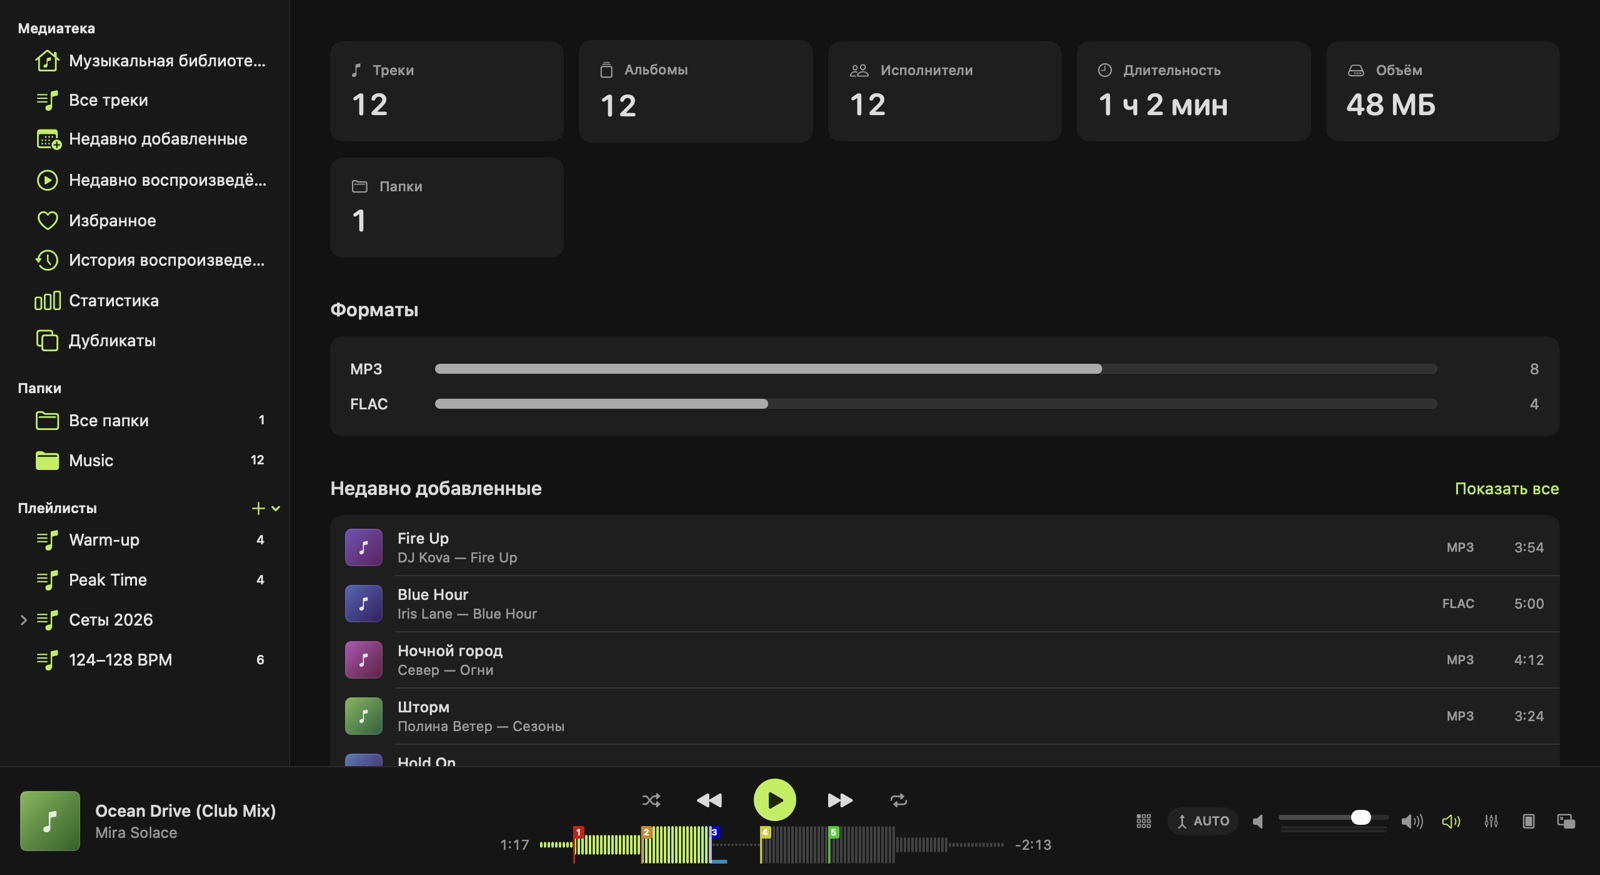 Медиатека
Музыкальная библиоте...
Все треки
Недавно добавленные
Недавно воспроизведё...
Избранное
История воспроизведе...
Статистика
Дубликаты
Папки
Все папки 1
Music 12
Плейлисты
Warm-up 4
Peak Time 4
Сеты 2026
124–128 BPM 6
Треки
12
Альбомы
12
Исполнители
12
Длительность
1 ч 2 мин
Объём
48 МБ
Папки
1
Форматы
MP3 8
FLAC 4
Недавно добавленные Показать все
Fire Up
DJ Kova — Fire Up
MP3 3:54
Blue Hour
Iris Lane — Blue Hour
FLAC 5:00
Ночной город
Север — Огни
MP3 4:12
Шторм
Полина Ветер — Сезоны
MP3 3:24
Hold On
Ocean Drive (Club Mix)
Mira Solace
1:17
1 2 3 4 5
-2:13
AUTO